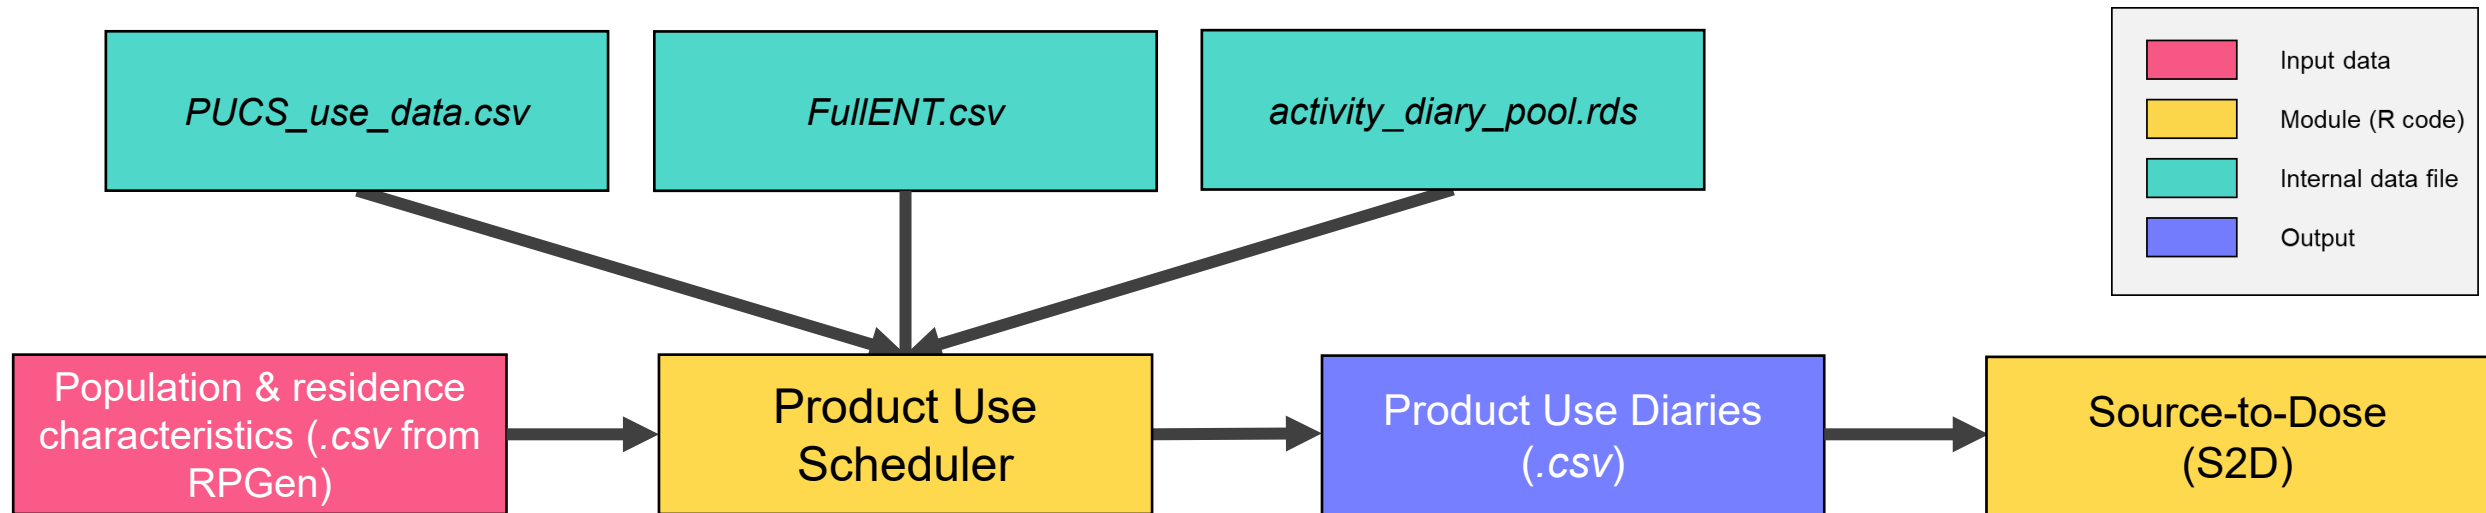 PUCS_use_data.csv
FullENT.csv
activity_diary_pool.rds
Input data
Module (R code)
Internal data file
Output
Population & residence
characteristics (.csv from
RPGen)
Product Use
Scheduler
Product Use Diaries
(.csv)
Source-to-Dose
(S2D)